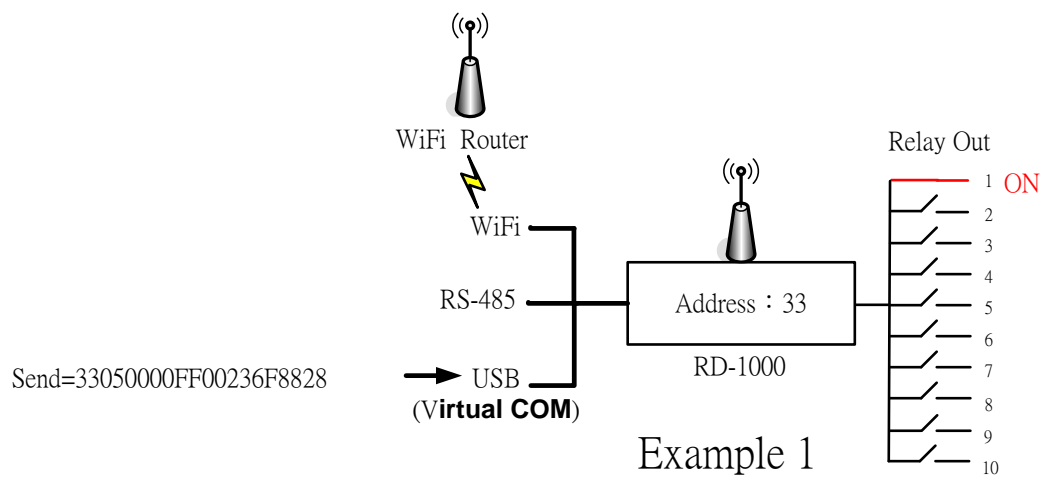 WiFi Router
Relay Out
1 ON
2
3
4
5
6
7
8
9
10
WiFi
RS-485
Address：33
RD-1000
Send=33050000FF00236F8828
USB
(Virtual COM)
Example 1